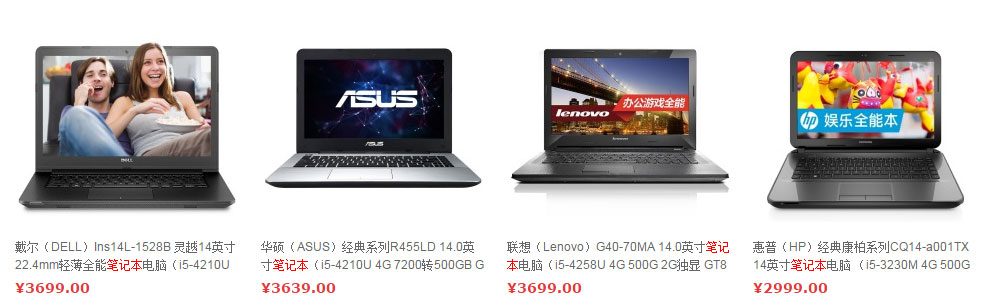 DELL
ASUS
ASUS
办公游戏全能
lenovo
hp 娱乐全能本
戴尔（DELL）Ins14L-1528B 灵越14英寸
22.4mm轻薄全能笔记本电脑（i5-4210U
¥3699.00
华硕（ASUS）经典系列R455LD 14.0英
寸笔记本（i5-4210U 4G 7200转500GB G
¥3639.00
联想（Lenovo）G40-70MA 14.0英寸笔记
本电脑（i5-4258U 4G 500G 2G独显 GT8
¥3699.00
惠普（HP）经典康柏系列CQ14-a001TX
14英寸笔记本电脑 （i5-3230M 4G 500G
¥2999.00